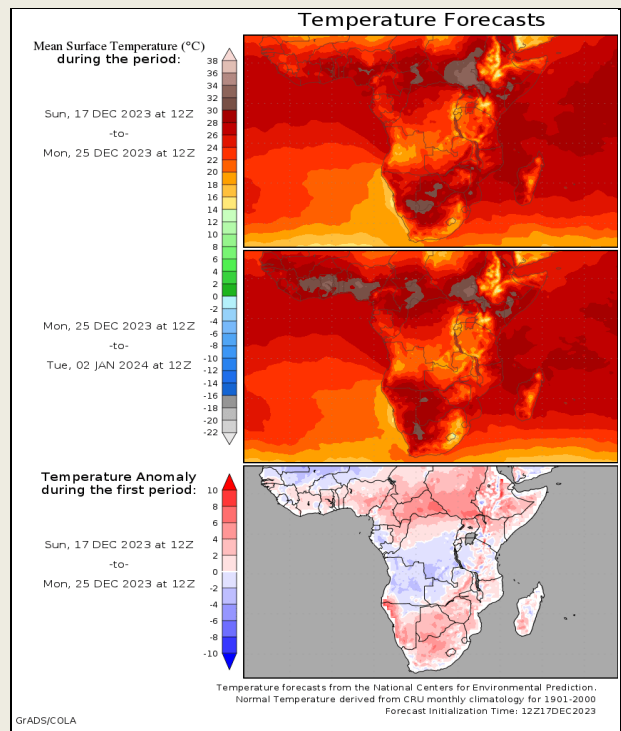 Temperature Forecasts
Mean Surface Temperature (°C)
during the period:
Sun, 17 DEC 2023 at 12Z
-to-
Mon, 25 DEC 2023 at 12Z
38
36
34
32
30
28
26
24
22
20
18
16
14
12
10
8
6
4
2
0
-2
-4
-6
-8
-10
-12
-14
-16
-18
-20
-22
Mon, 25 DEC 2023 at 12Z
-to-
Tue, 02 JAN 2024 at 12Z
Temperature Anomaly
during the first period:
Sun, 17 DEC 2023 at 12Z
-to-
Mon, 25 DEC 2023 at 12Z
10
8
6
4
2
0
-2
-4
-6
-8
-10
Temperature forecasts from the National Centers for Environmental Prediction.
Normal Temperature derived from CRU monthly climatology for 1901-2000
Forecast Initialization Time: 12Z17DEC2023
GrADS/COLA